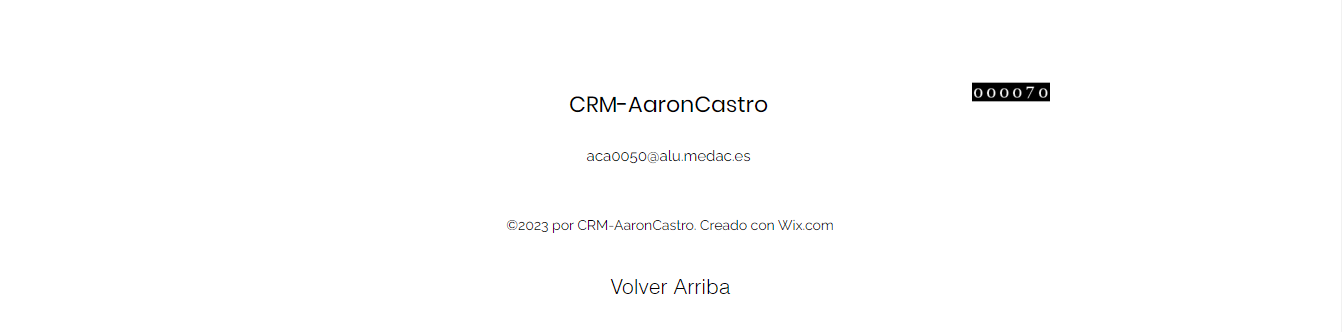 000070
CRM-AaronCastro
aca0050@alu.medac.es
©2023 por CRM-AaronCastro. Creado con Wix.com
Volver Arriba